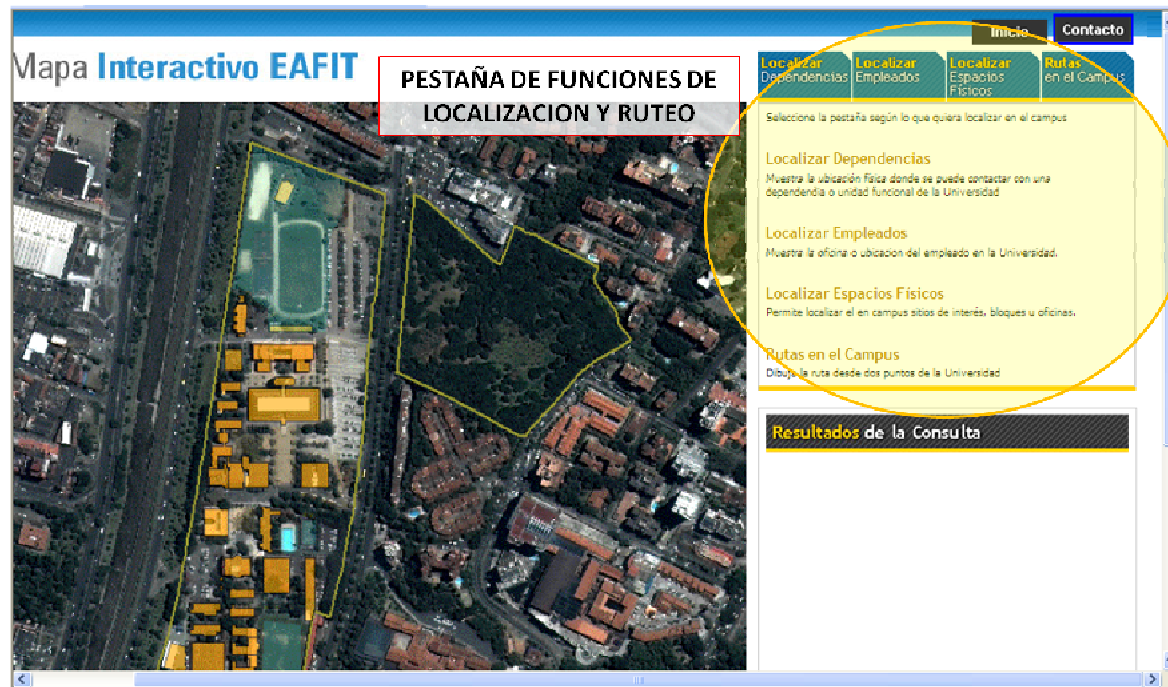 Inicio
Contacto
Mapa Interactivo EAFIT
PESTAÑA DE FUNCIONES DE
LOCALIZACION Y RUTEO
Localizar
Dependencias
Localizar
Empleados
Localizar
Espacios
Físicos
Rutas
en el Campus
Seleccione la pestaña según lo que quiera localizar en el campus
Localizar Dependencias
Muestra la ubicación física donde se puede contactar con una
dependendia o unidad funcional de la Universidad
Localizar Empleados
Muestra la oficina o ubicacion del empleado en la Universidad.
Localizar Espacios Físicos
Permite localizar el en campus sitios de interés, bloques u oficinas.
Rutas en el Campus
Dibuja la ruta desde dos puntos de la Universidad
Resultados de la Consulta